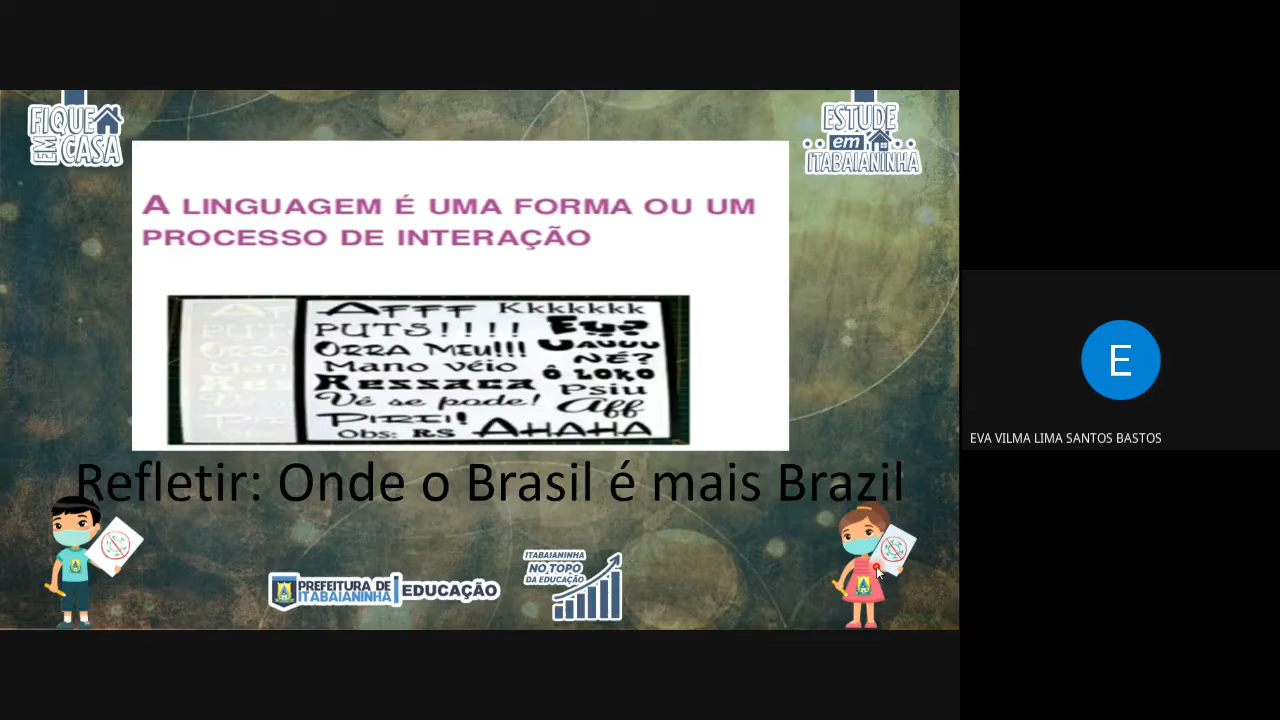 FIQUE
EM CASA
ESTUDE
em
ITABAIANINHA
A LINGUAGEM É UMA FORMA OU UM
PROCESSO DE INTERAÇÃO
AFFF Kkkkkkk
PUTS!!!!
ORRA MEU!!!
NÉ?
Mano véio
Ô LOKO
Ressaca
Psiu
Vê se pode!
Aff
PIREI!
Obs: RS AHAHA
Refletir: Onde o Brasil é mais Brazil
PREFEITURA DE
ITABAIANINHA
EDUCAÇÃO
ITABAIANINHA
NO TOPO
DA EDUCAÇÃO
E
EVA VILMA LIMA SANTOS BASTOS